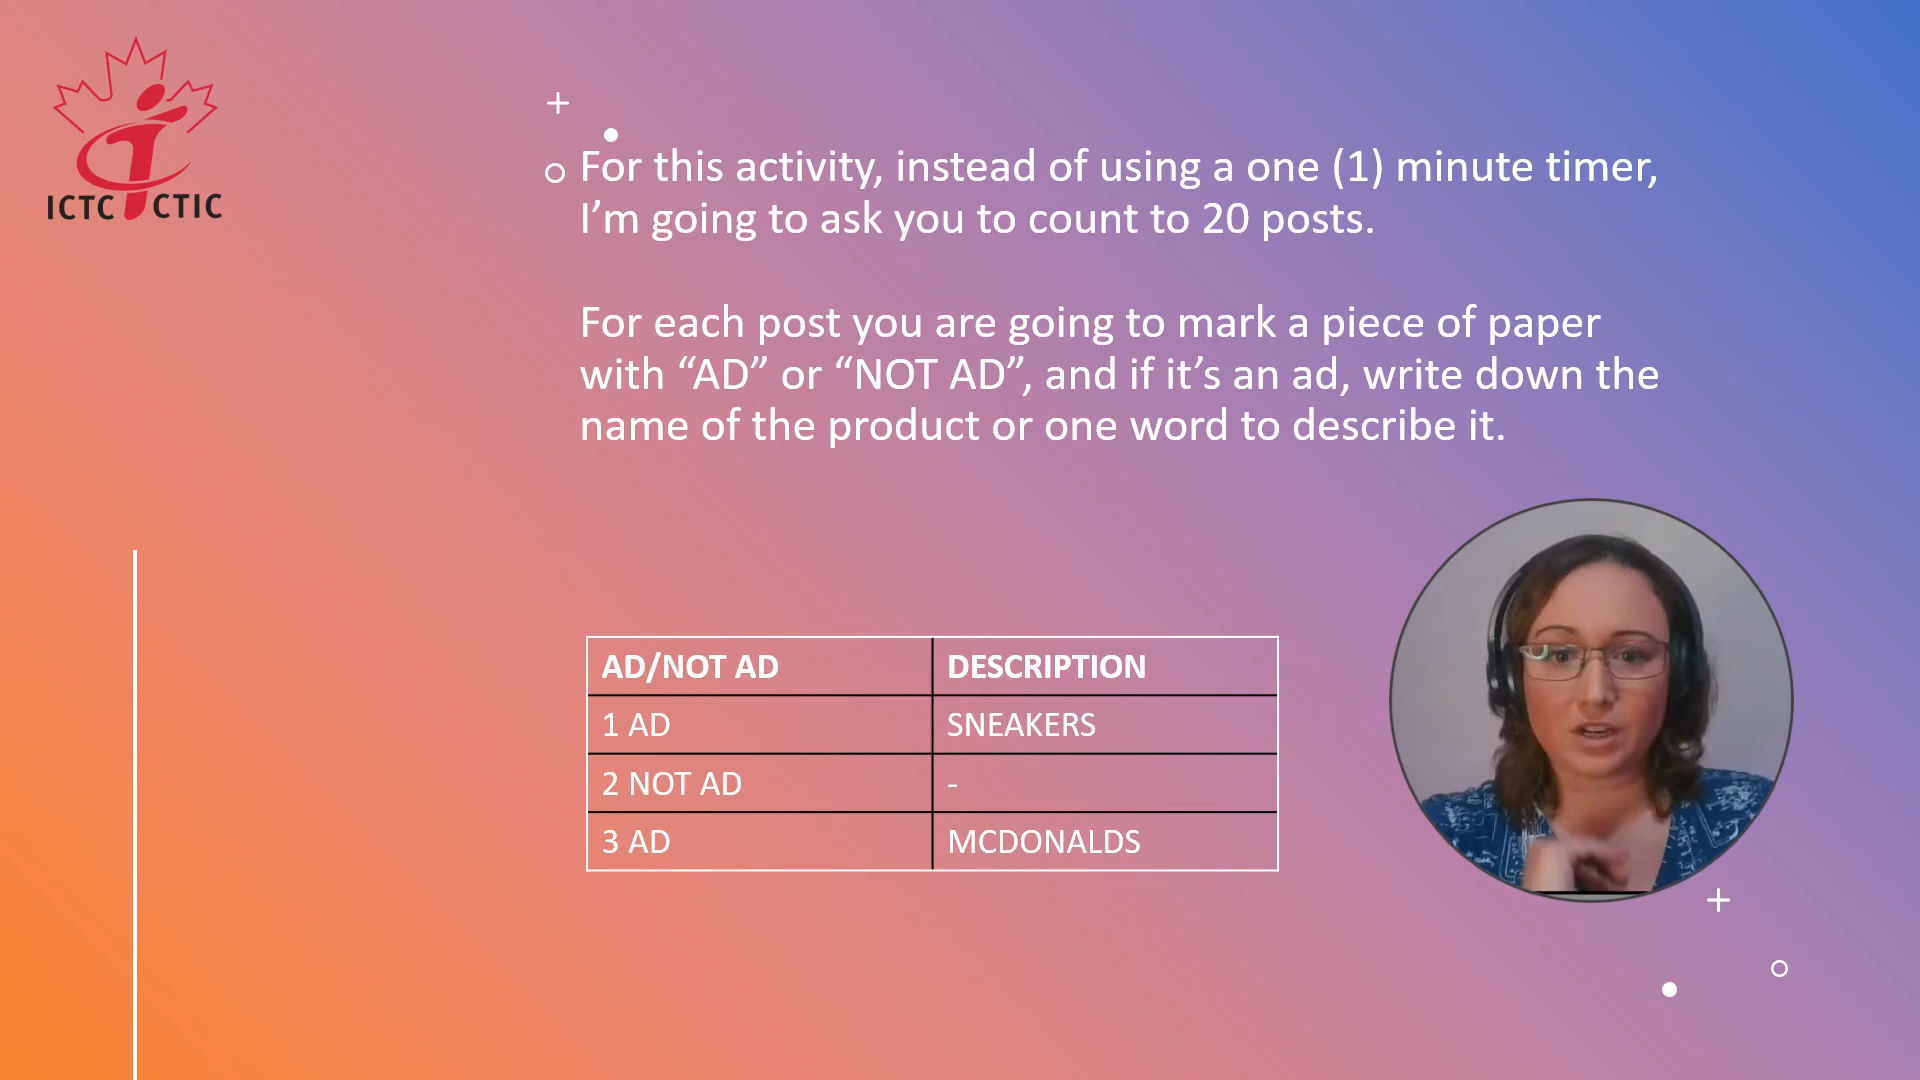 ICTC CTIC
For this activity, instead of using a one (1) minute timer,
I’m going to ask you to count to 20 posts.
For each post you are going to mark a piece of paper
with “AD” or “NOT AD”, and if it’s an ad, write down the
name of the product or one word to describe it.
AD/NOT AD DESCRIPTION
1 AD SNEAKERS
2 NOT AD -
3 AD MCDONALDS